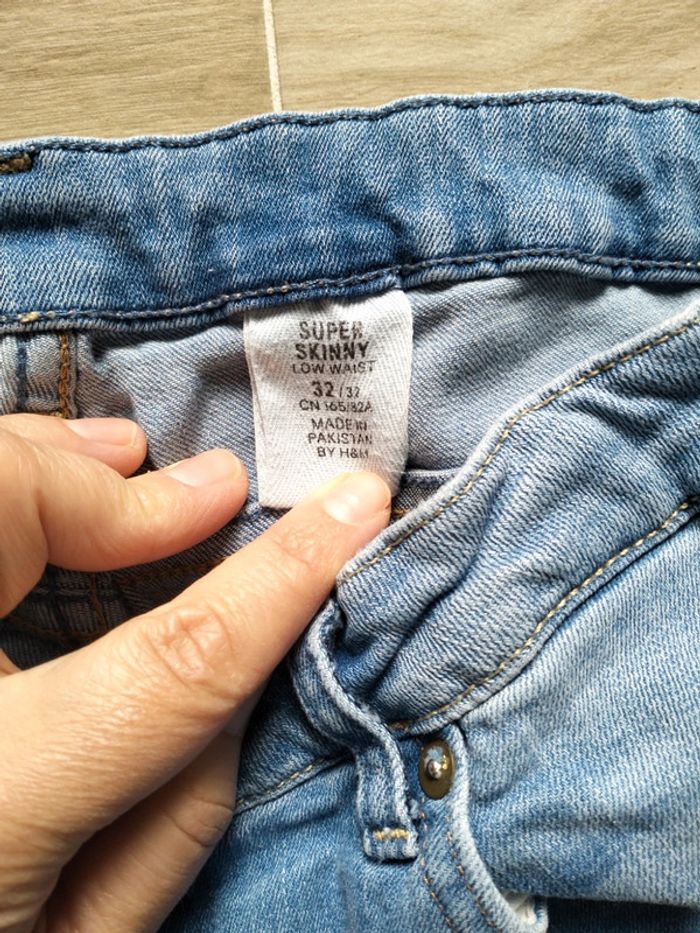 SUPER
SKINNY
LOW WAIST
32/32
CN 165/82A
MADE IN
PAKISTAN
BY H&M